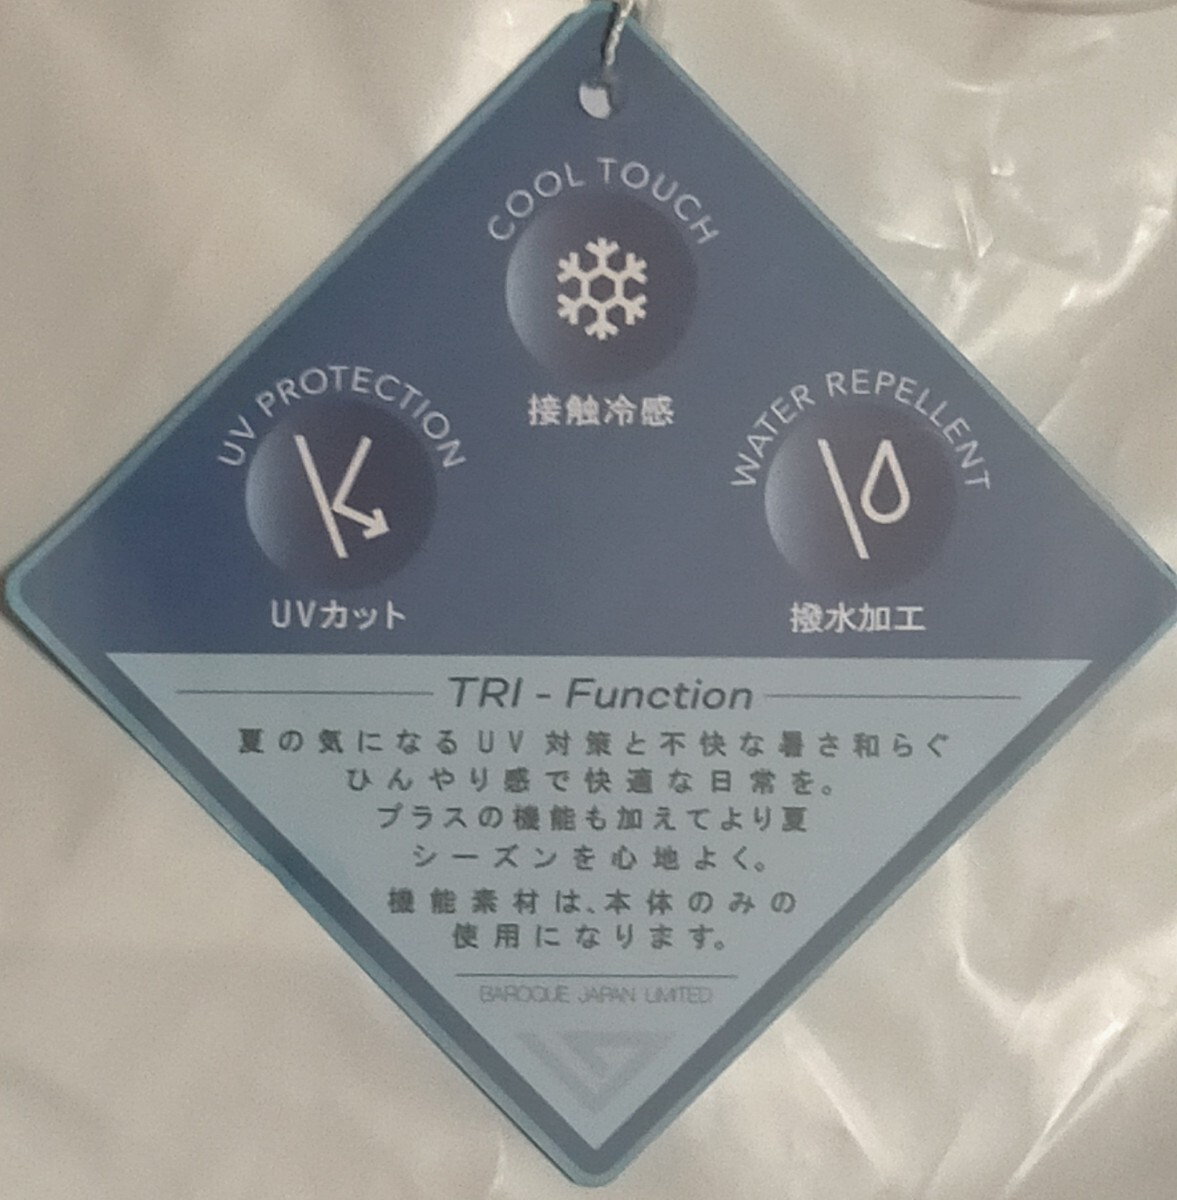 COOL TOUCH
接触冷感
UV PROTECTION
UVカット
WATER REPELLENT
撥水加工
TRI - Function
夏の気になるUV対策と不快な暑さ和らぐ
ひんやり感で快適な日常を。
プラスの機能も加えてより夏
シーズンを心地よく。
機能素材は、本体のみの
使用になります。
BAROQUE JAPAN LIMITED